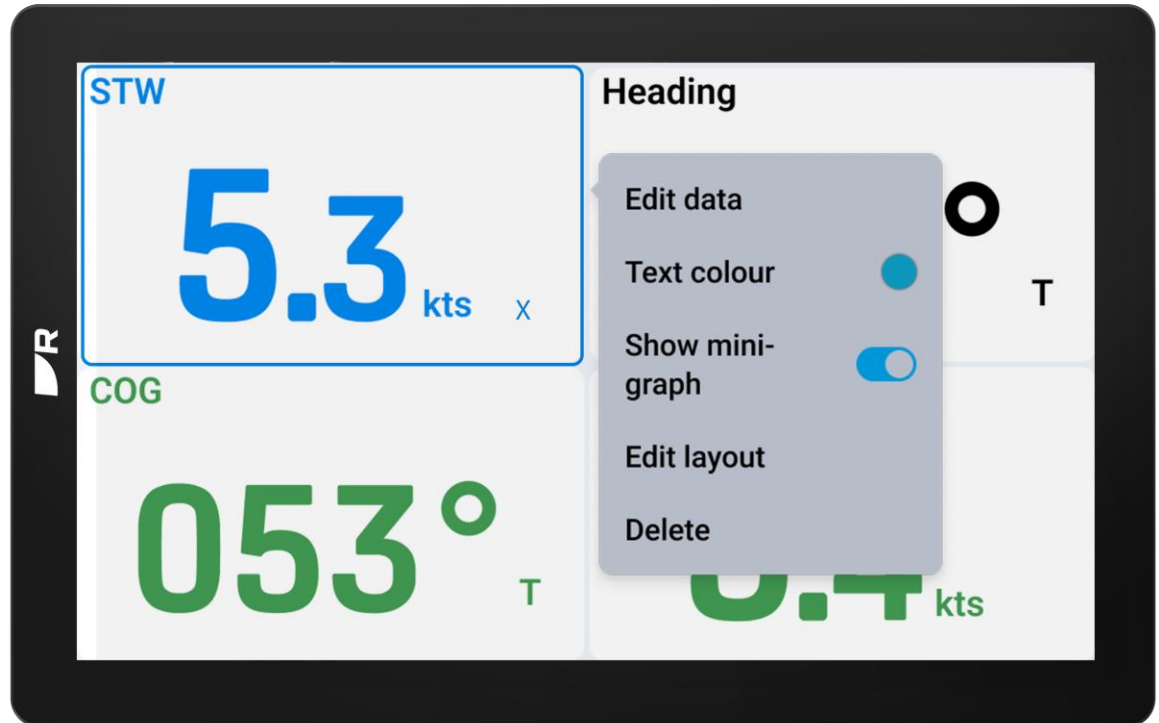 STW
5.3 kts X
Heading
°
T
Edit data
Text colour
Show mini-
graph
Edit layout
Delete
COG
053° T
kts
R